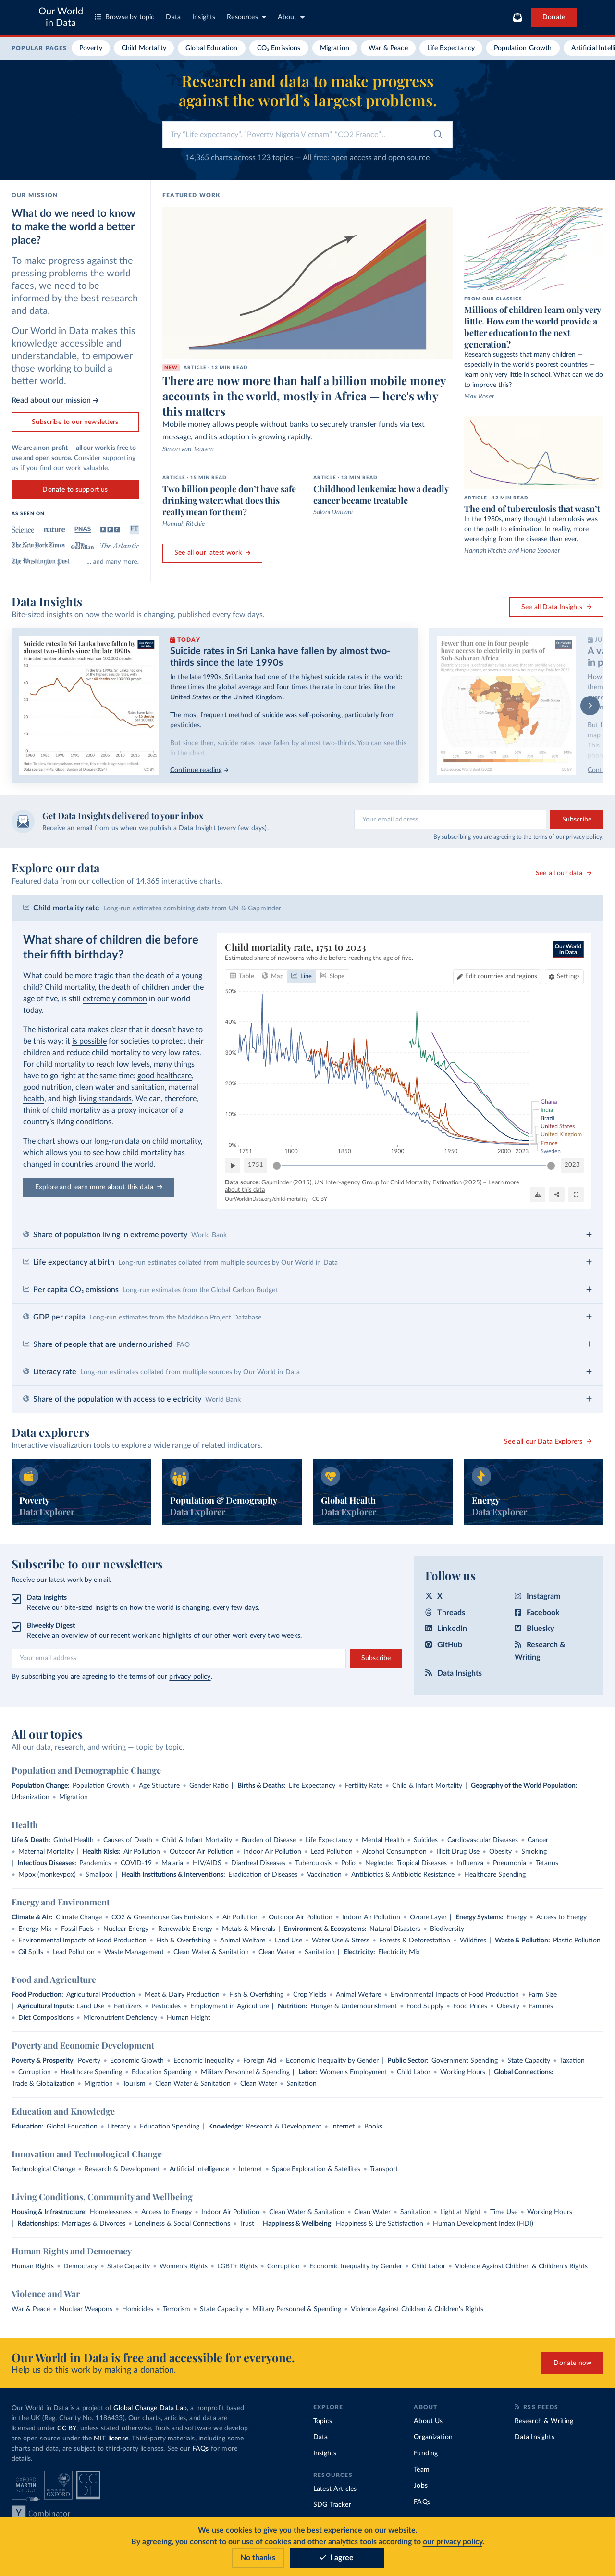 Our World
in Data
Browse by topic
Data
Insights
Resources
About
Donate
POPULAR PAGES
Poverty
Child Mortality
Global Education
CO₂ Emissions
Migration
War & Peace
Life Expectancy
Population Growth
Artificial Intelli
Research and data to make progress
against the world's largest problems.
Try "Life expectancy", "Poverty Nigeria Vietnam", "CO2 France"...
14,365 charts across 123 topics — All free: open access and open source
OUR MISSION
What do we need to know
to make the world a better
place?
To make progress against the
pressing problems the world
faces, we need to be
informed by the best research
and data.
Our World in Data makes this
knowledge accessible and
understandable, to empower
those working to build a
better world.
Read about our mission →
Subscribe to our newsletters
We are a non-profit — all our work is free to
use and open source. Consider supporting
us if you find our work valuable.
Donate to support us
AS SEEN ON
Science
nature
PNAS
BBC
FT
The New York Times
The Guardian
The Atlantic
The Washington Post
... and many more.
FEATURED WORK
NEW
ARTICLE - 13 MIN READ
There are now more than half a billion mobile money
accounts in the world, mostly in Africa — here's why
this matters
Mobile money allows people without banks to securely transfer funds via text
message, and its adoption is growing rapidly.
Simon van Teutem
ARTICLE - 15 MIN READ
Two billion people don't have safe
drinking water: what does this
really mean for them?
Hannah Ritchie
ARTICLE - 13 MIN READ
Childhood leukemia: how a deadly
cancer became treatable
Saloni Dattani
See all our latest work →
FROM OUR CLASSICS
Millions of children learn only very
little. How can the world provide a
better education to the next
generation?
Research suggests that many children —
especially in the world's poorest countries —
learn only very little in school. What can we do
to improve this?
Max Roser
ARTICLE - 12 MIN READ
The end of tuberculosis that wasn't
In the 1980s, many thought tuberculosis was
on the path to elimination. In reality, more
were dying from the disease than ever.
Hannah Ritchie and Fiona Spooner
Data Insights
Bite-sized insights on how the world is changing, published every few days.
See all Data Insights →
Suicide rates in Sri Lanka have fallen by
almost two-thirds since the late 1990s
Estimated number of suicides each year per 100,000 people.
TODAY
Suicide rates in Sri Lanka have fallen by almost two-
thirds since the late 1990s
In the late 1990s, Sri Lanka had one of the highest suicide rates in the world:
three times the global average and four times the rate in countries like the
United States or the United Kingdom.
The most frequent method of suicide was self-poisoning, particularly from
pesticides.
But since then, suicide rates have fallen by almost two-thirds. You can see this
in the chart.
Continue reading →
Fewer than one in four people
have access to electricity in parts of
Sub-Saharan Africa
Get Data Insights delivered to your inbox
Receive an email from us when we publish a Data Insight (every few days).
Your email address
Subscribe
By subscribing you are agreeing to the terms of our privacy policy.
Explore our data
Featured data from our collection of 14,365 interactive charts.
See all our data →
Child mortality rate Long-run estimates combining data from UN & Gapminder
What share of children die before
their fifth birthday?
What could be more tragic than the death of a young
child? Child mortality, the death of children under the
age of five, is still extremely common in our world
today.
The historical data makes clear that it doesn't have to
be this way: it is possible for societies to protect their
children and reduce child mortality to very low rates.
For child mortality to reach low levels, many things
have to go right at the same time: good healthcare,
good nutrition, clean water and sanitation, maternal
health, and high living standards. We can, therefore,
think of child mortality as a proxy indicator of a
country's living conditions.
The chart shows our long-run data on child mortality,
which allows you to see how child mortality has
changed in countries around the world.
Explore and learn more about this data →
Child mortality rate, 1751 to 2023
Estimated share of newborns who die before reaching the age of five.
Our World
in Data
Table
Map
Line
Slope
Edit countries and regions
Settings
50%
40%
30%
20%
10%
0%
1751
1800
1850
1900
1950
2000
2023
Ghana
India
Brazil
United States
United Kingdom
France
Sweden
1751
2023
Data source: Gapminder (2015); UN Inter-agency Group for Child Mortality Estimation (2025) – Learn more
about this data
OurWorldinData.org/child-mortality | CC BY
Share of population living in extreme poverty World Bank
Life expectancy at birth Long-run estimates collated from multiple sources by Our World in Data
Per capita CO₂ emissions Long-run estimates from the Global Carbon Budget
GDP per capita Long-run estimates from the Maddison Project Database
Share of people that are undernourished FAO
Literacy rate Long-run estimates collated from multiple sources by Our World in Data
Share of the population with access to electricity World Bank
Data explorers
Interactive visualization tools to explore a wide range of related indicators.
See all our Data Explorers →
Poverty
Data Explorer
Population & Demography
Data Explorer
Global Health
Data Explorer
Energy
Data Explorer
Subscribe to our newsletters
Receive our latest work by email.
Data Insights
Receive our bite-sized insights on how the world is changing, every few days.
Biweekly Digest
Receive an overview of our recent work and highlights of our other work every two weeks.
Your email address
Subscribe
By subscribing you are agreeing to the terms of our privacy policy.
Follow us
X
Instagram
Threads
Facebook
LinkedIn
Bluesky
GitHub
Research &
Writing
Data Insights
All our topics
All our data, research, and writing — topic by topic.
Population and Demographic Change
Population Change: Population Growth • Age Structure • Gender Ratio | Births & Deaths: Life Expectancy • Fertility Rate • Child & Infant Mortality | Geography of the World Population:
Urbanization • Migration
Health
Life & Death: Global Health • Causes of Death • Child & Infant Mortality • Burden of Disease • Life Expectancy • Mental Health • Suicides • Cardiovascular Diseases • Cancer
• Maternal Mortality | Health Risks: Air Pollution • Outdoor Air Pollution • Indoor Air Pollution • Lead Pollution • Alcohol Consumption • Illicit Drug Use • Obesity • Smoking
| Infectious Diseases: Pandemics • COVID-19 • Malaria • HIV/AIDS • Diarrheal Diseases • Tuberculosis • Polio • Neglected Tropical Diseases • Influenza • Pneumonia • Tetanus
• Mpox (monkeypox) • Smallpox | Health Institutions & Interventions: Eradication of Diseases • Vaccination • Antibiotics & Antibiotic Resistance • Healthcare Spending
Energy and Environment
Climate & Air: Climate Change • CO2 & Greenhouse Gas Emissions • Air Pollution • Outdoor Air Pollution • Indoor Air Pollution • Ozone Layer | Energy Systems: Energy • Access to Energy
• Energy Mix • Fossil Fuels • Nuclear Energy • Renewable Energy • Metals & Minerals | Environment & Ecosystems: Natural Disasters • Biodiversity
• Environmental Impacts of Food Production • Fish & Overfishing • Animal Welfare • Land Use • Water Use & Stress • Forests & Deforestation • Wildfires | Waste & Pollution: Plastic Pollution
• Oil Spills • Lead Pollution • Waste Management • Clean Water & Sanitation • Clean Water • Sanitation | Electricity: Electricity Mix
Food and Agriculture
Food Production: Agricultural Production • Meat & Dairy Production • Fish & Overfishing • Crop Yields • Animal Welfare • Environmental Impacts of Food Production • Farm Size
| Agricultural Inputs: Land Use • Fertilizers • Pesticides • Employment in Agriculture | Nutrition: Hunger & Undernourishment • Food Supply • Food Prices • Obesity • Famines
• Diet Compositions • Micronutrient Deficiency • Human Height
Poverty and Economic Development
Poverty & Prosperity: Poverty • Economic Growth • Economic Inequality • Foreign Aid • Economic Inequality by Gender | Public Sector: Government Spending • State Capacity • Taxation
• Corruption • Healthcare Spending • Education Spending • Military Personnel & Spending | Labor: Women's Employment • Child Labor • Working Hours | Global Connections:
Trade & Globalization • Migration • Tourism • Clean Water & Sanitation • Clean Water • Sanitation
Education and Knowledge
Education: Global Education • Literacy • Education Spending | Knowledge: Research & Development • Internet • Books
Innovation and Technological Change
Technological Change • Research & Development • Artificial Intelligence • Internet • Space Exploration & Satellites • Transport
Living Conditions, Community and Wellbeing
Housing & Infrastructure: Homelessness • Access to Energy • Indoor Air Pollution • Clean Water & Sanitation • Clean Water • Sanitation • Light at Night • Time Use • Working Hours
| Relationships: Marriages & Divorces • Loneliness & Social Connections • Trust | Happiness & Wellbeing: Happiness & Life Satisfaction • Human Development Index (HDI)
Human Rights and Democracy
Human Rights • Democracy • State Capacity • Women's Rights • LGBT+ Rights • Corruption • Economic Inequality by Gender • Child Labor • Violence Against Children & Children's Rights
Violence and War
War & Peace • Nuclear Weapons • Homicides • Terrorism • State Capacity • Military Personnel & Spending • Violence Against Children & Children's Rights
Our World in Data is free and accessible for everyone.
Help us do this work by making a donation.
Donate now
Our World in Data is a project of Global Change Data Lab, a nonprofit based
in the UK (Reg. Charity No. 1186433). Our charts, articles, and data are
licensed under CC BY, unless stated otherwise. Tools and software we develop
are open source under the MIT license. Third-party materials, including some
charts and data, are subject to third-party licenses. See our FAQs for more
details.
OXFORD
MARTIN
SCHOOL
UNIVERSITY OF
OXFORD
GC
DL
Y Combinator
EXPLORE
Topics
Data
Insights
RESOURCES
Latest Articles
SDG Tracker
ABOUT
About Us
Organization
Funding
Team
Jobs
FAQs
RSS FEEDS
Research & Writing
Data Insights
We use cookies to give you the best experience on our website.
By agreeing, you consent to our use of cookies and other analytics tools according to our privacy policy.
No thanks
I agree